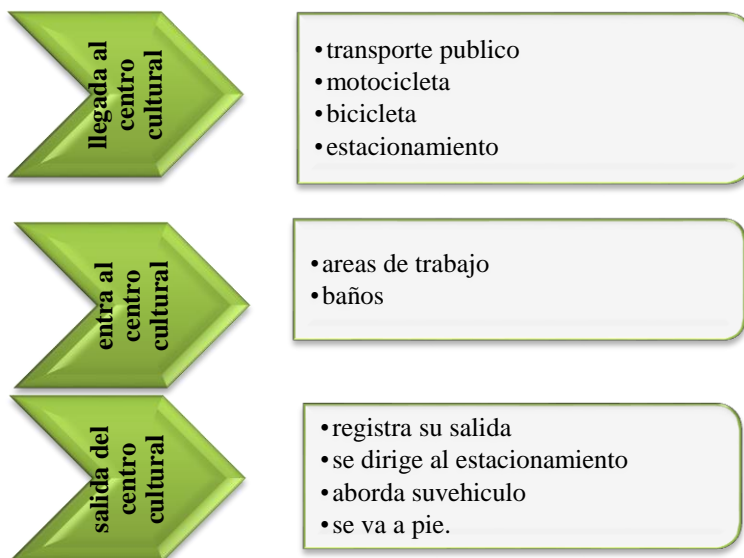 llegada al
centro
cultural
•transporte publico
•motocicleta
•bicicleta
•estacionamiento
entra al
centro
cultural
•areas de trabajo
•baños
salida del
centro
cultural
•registra su salida
•se dirige al estacionamiento
•aborda suvehiculo
•se va a pie.